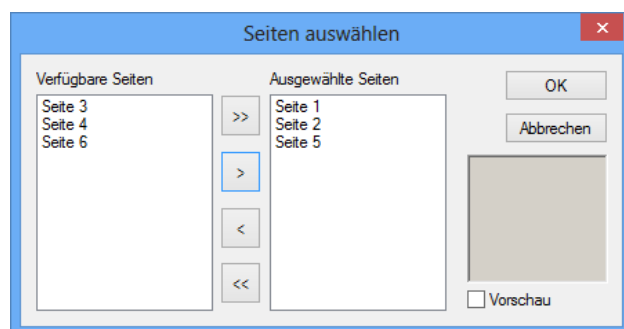 Seiten auswählen
Verfügbare Seiten
Seite 3
Seite 4
Seite 6
>>
>
<
<<
Ausgewählte Seiten
Seite 1
Seite 2
Seite 5
OK
Abbrechen
Vorschau